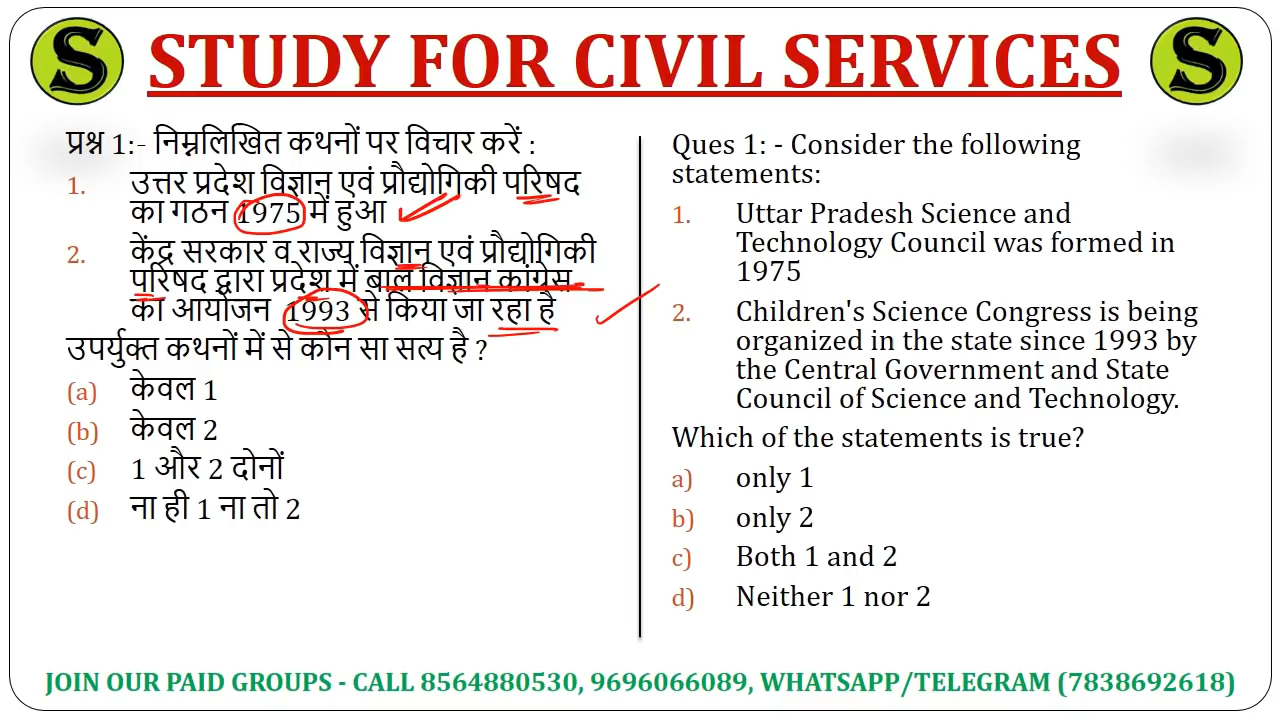 S STUDY FOR CIVIL SERVICES S
प्रश्न 1:- निम्नलिखित कथनों पर विचार करें :
1. उत्तर प्रदेश विज्ञान एवं प्रौद्योगिकी परिषद
का गठन 1975 में हुआ
2. केंद्र सरकार व राज्य विज्ञान एवं प्रौद्योगिकी
परिषद द्वारा प्रदेश में बाल विज्ञान कांग्रेस
का आयोजन 1993 से किया जा रहा है
उपर्युक्त कथनों में से कौन सा सत्य है ?
(a) केवल 1
(b) केवल 2
(c) 1 और 2 दोनों
(d) ना ही 1 ना तो 2
Ques 1: - Consider the following
statements:
1. Uttar Pradesh Science and
Technology Council was formed in
1975
2. Children's Science Congress is being
organized in the state since 1993 by
the Central Government and State
Council of Science and Technology.
Which of the statements is true?
a) only 1
b) only 2
c) Both 1 and 2
d) Neither 1 nor 2
JOIN OUR PAID GROUPS - CALL 8564880530, 9696066089, WHATSAPP/TELEGRAM (7838692618)